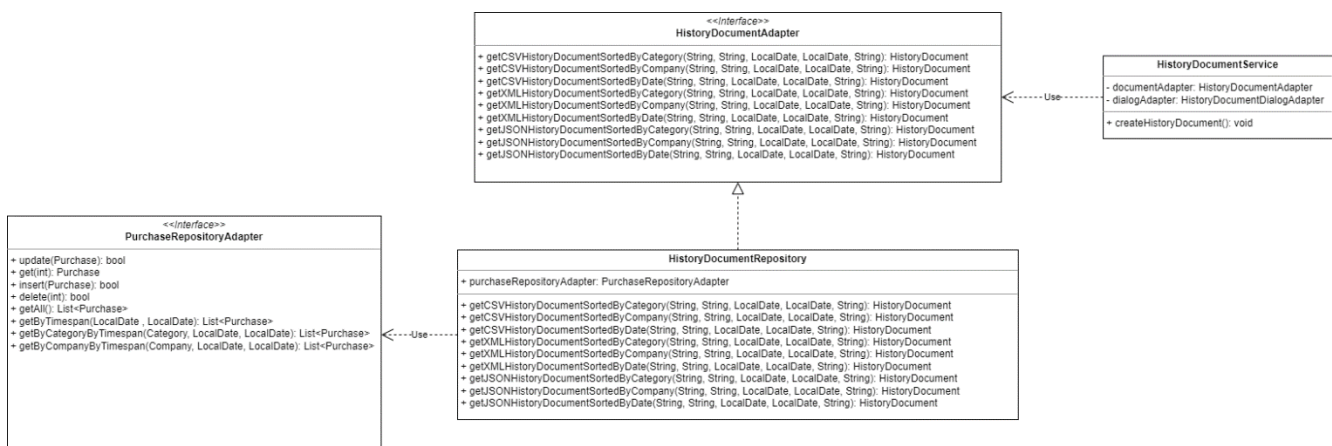 <<Interface>>
HistoryDocumentAdapter
+ getCSVHistoryDocumentSortedByCategory(String, String, LocalDate, LocalDate, String): HistoryDocument
+ getCSVHistoryDocumentSortedByCompany(String, String, LocalDate, LocalDate, String): HistoryDocument
+ getCSVHistoryDocumentSortedByDate(String, String, LocalDate, LocalDate, String): HistoryDocument
+ getXMLHistoryDocumentSortedByCategory(String, String, LocalDate, LocalDate, String): HistoryDocument
+ getXMLHistoryDocumentSortedByCompany(String, String, LocalDate, LocalDate, String): HistoryDocument
+ getXMLHistoryDocumentSortedByDate(String, String, LocalDate, LocalDate, String): HistoryDocument
+ getJSONHistoryDocumentSortedByCategory(String, String, LocalDate, LocalDate, String): HistoryDocument
+ getJSONHistoryDocumentSortedByCompany(String, String, LocalDate, LocalDate, String): HistoryDocument
+ getJSONHistoryDocumentSortedByDate(String, String, LocalDate, LocalDate, String): HistoryDocument
Use
HistoryDocumentService
- documentAdapter: HistoryDocumentAdapter
- dialogAdapter: HistoryDocumentDialogAdapter
+ createHistoryDocument(): void
<<Interface>>
PurchaseRepositoryAdapter
+ update(Purchase): bool
+ get(int): Purchase
+ insert(Purchase): bool
+ delete(int): bool
+ getAll(): List<Purchase>
+ getByTimespan(LocalDate , LocalDate): List<Purchase>
+ getByCategoryByTimespan(Category, LocalDate, LocalDate): List<Purchase>
+ getByCompanyByTimespan(Company, LocalDate, LocalDate): List<Purchase>
Use
HistoryDocumentRepository
+ purchaseRepositoryAdapter: PurchaseRepositoryAdapter
+ getCSVHistoryDocumentSortedByCategory(String, String, LocalDate, LocalDate, String): HistoryDocument
+ getCSVHistoryDocumentSortedByCompany(String, String, LocalDate, LocalDate, String): HistoryDocument
+ getCSVHistoryDocumentSortedByDate(String, String, LocalDate, LocalDate, String): HistoryDocument
+ getXMLHistoryDocumentSortedByCategory(String, String, LocalDate, LocalDate, String): HistoryDocument
+ getXMLHistoryDocumentSortedByCompany(String, String, LocalDate, LocalDate, String): HistoryDocument
+ getXMLHistoryDocumentSortedByDate(String, String, LocalDate, LocalDate, String): HistoryDocument
+ getJSONHistoryDocumentSortedByCategory(String, String, LocalDate, LocalDate, String): HistoryDocument
+ getJSONHistoryDocumentSortedByCompany(String, String, LocalDate, LocalDate, String): HistoryDocument
+ getJSONHistoryDocumentSortedByDate(String, String, LocalDate, LocalDate, String): HistoryDocument